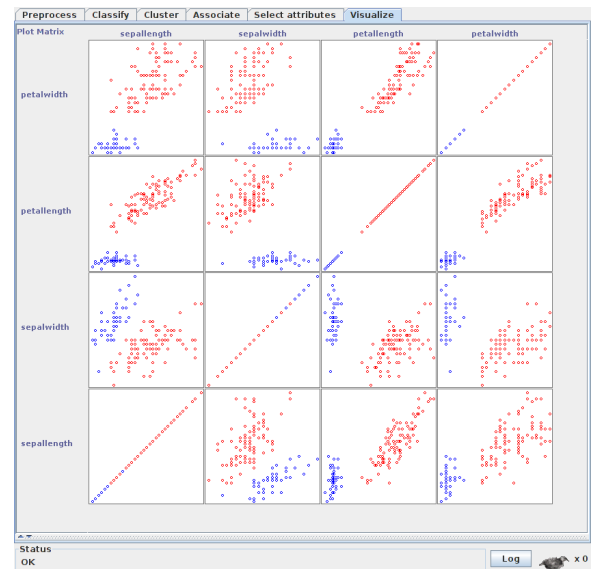 Preprocess Classify Cluster Associate Select attributes Visualize
Plot Matrix sepallength sepalwidth petallength petalwidth
petalwidth
petallength
sepalwidth
sepallength
Status
OK
Log x 0